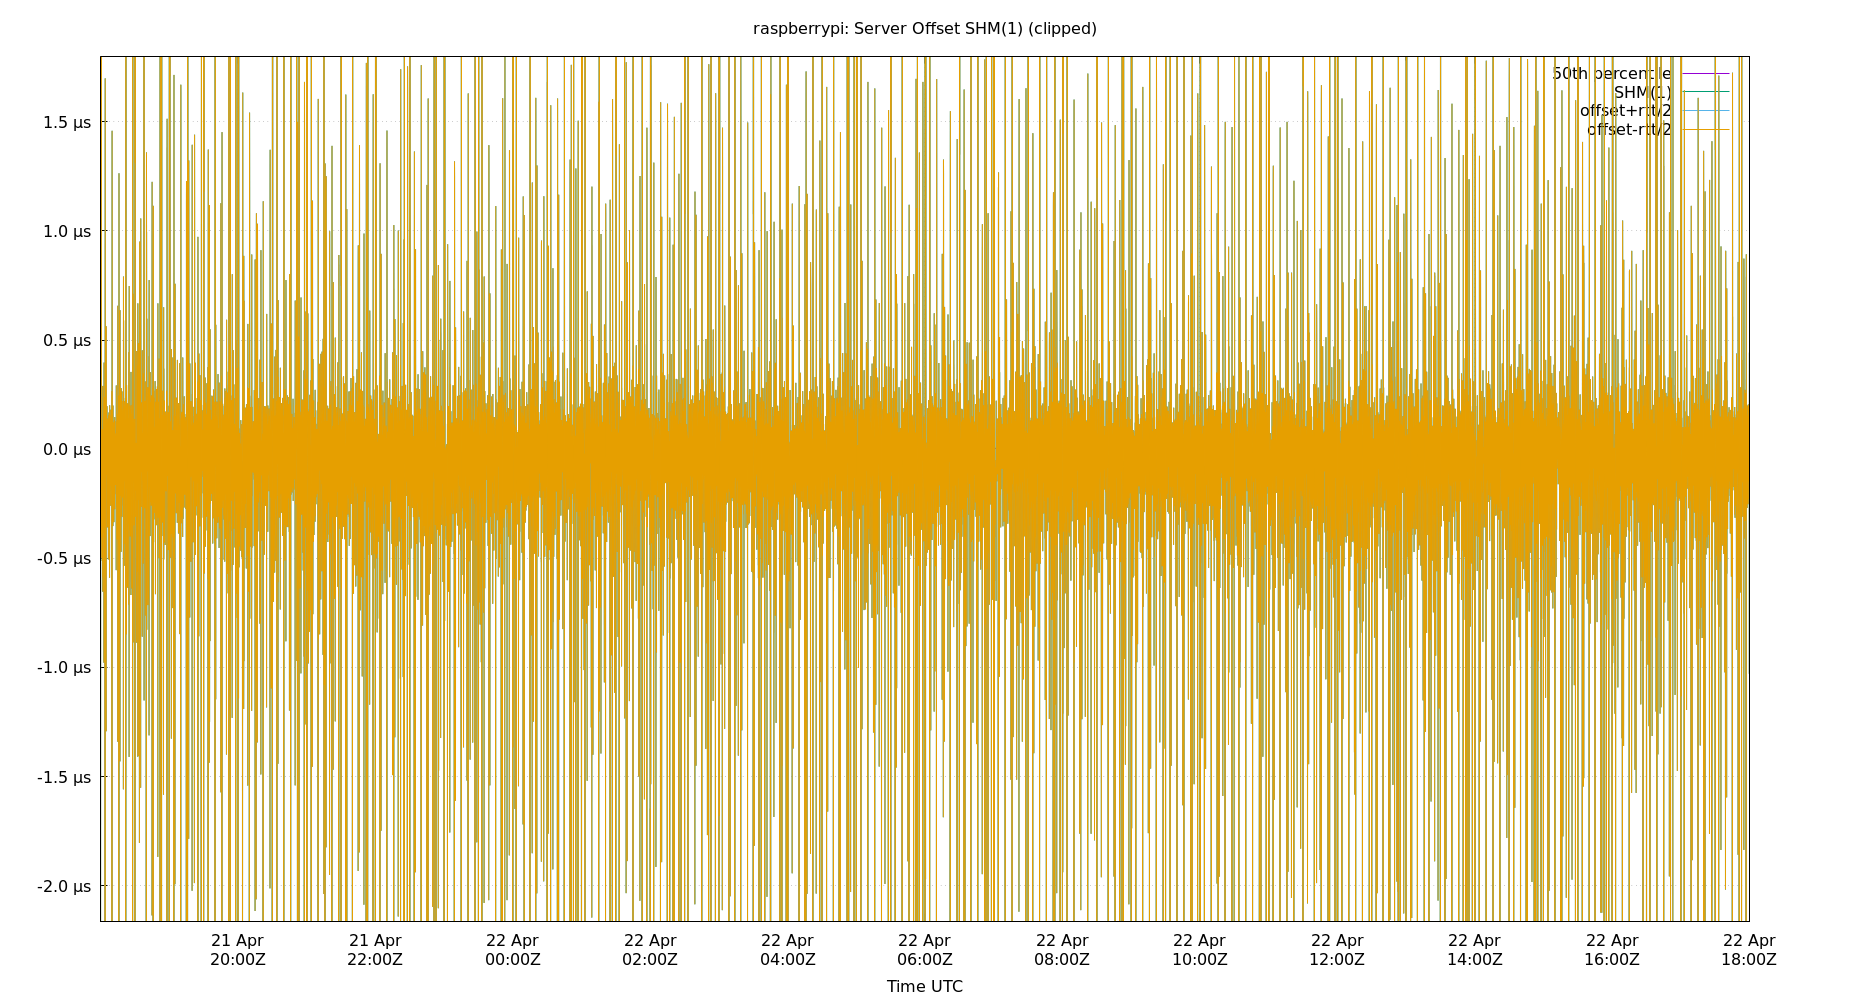 raspberrypi: Server Offset SHM(1) (clipped)
50th percentile
SHM(1)
offset+rtt/2
offset-rtt/2
1.5 µs
1.0 µs
0.5 µs
0.0 µs
-0.5 µs
-1.0 µs
-1.5 µs
-2.0 µs
21 Apr 21 Apr 22 Apr 22 Apr 22 Apr 22 Apr 22 Apr 22 Apr 22 Apr 22 Apr 22 Apr 22 Apr
20:00Z 22:00Z 00:00Z 02:00Z 04:00Z 06:00Z 08:00Z 10:00Z 12:00Z 14:00Z 16:00Z 18:00Z
Time UTC